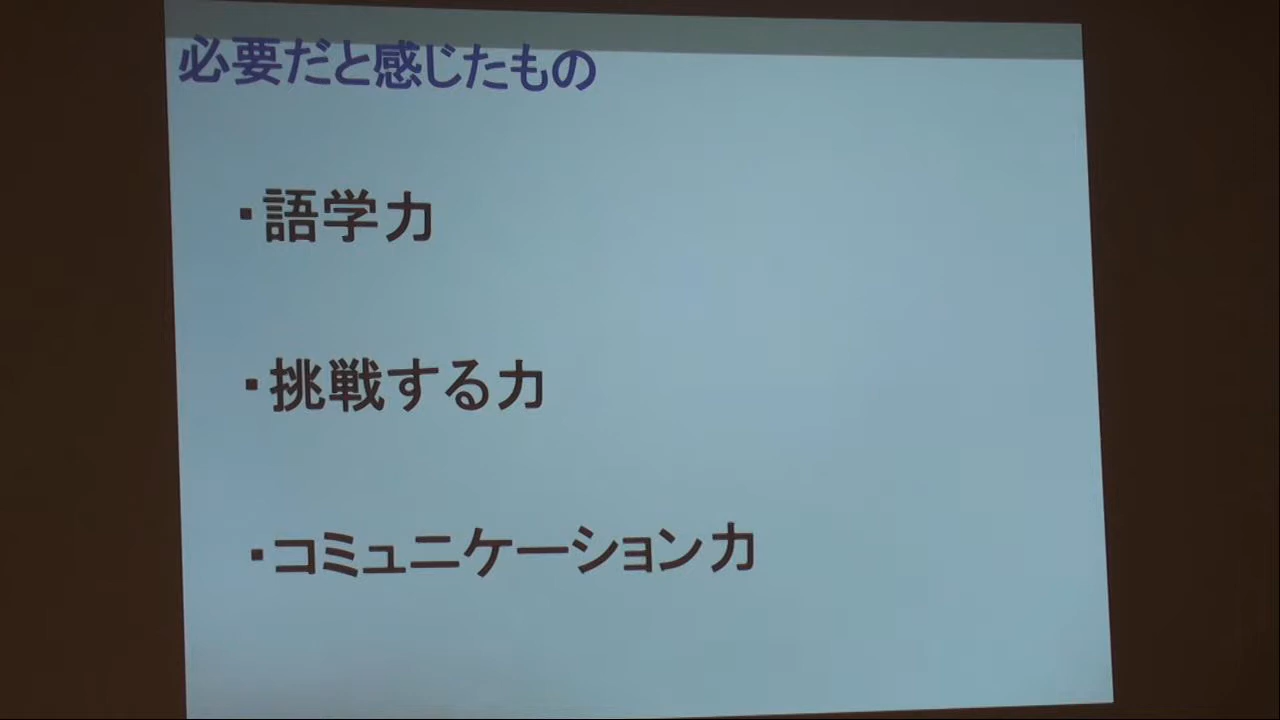 必要だと感じたもの
・語学力
・挑戦する力
・コミュニケーション力